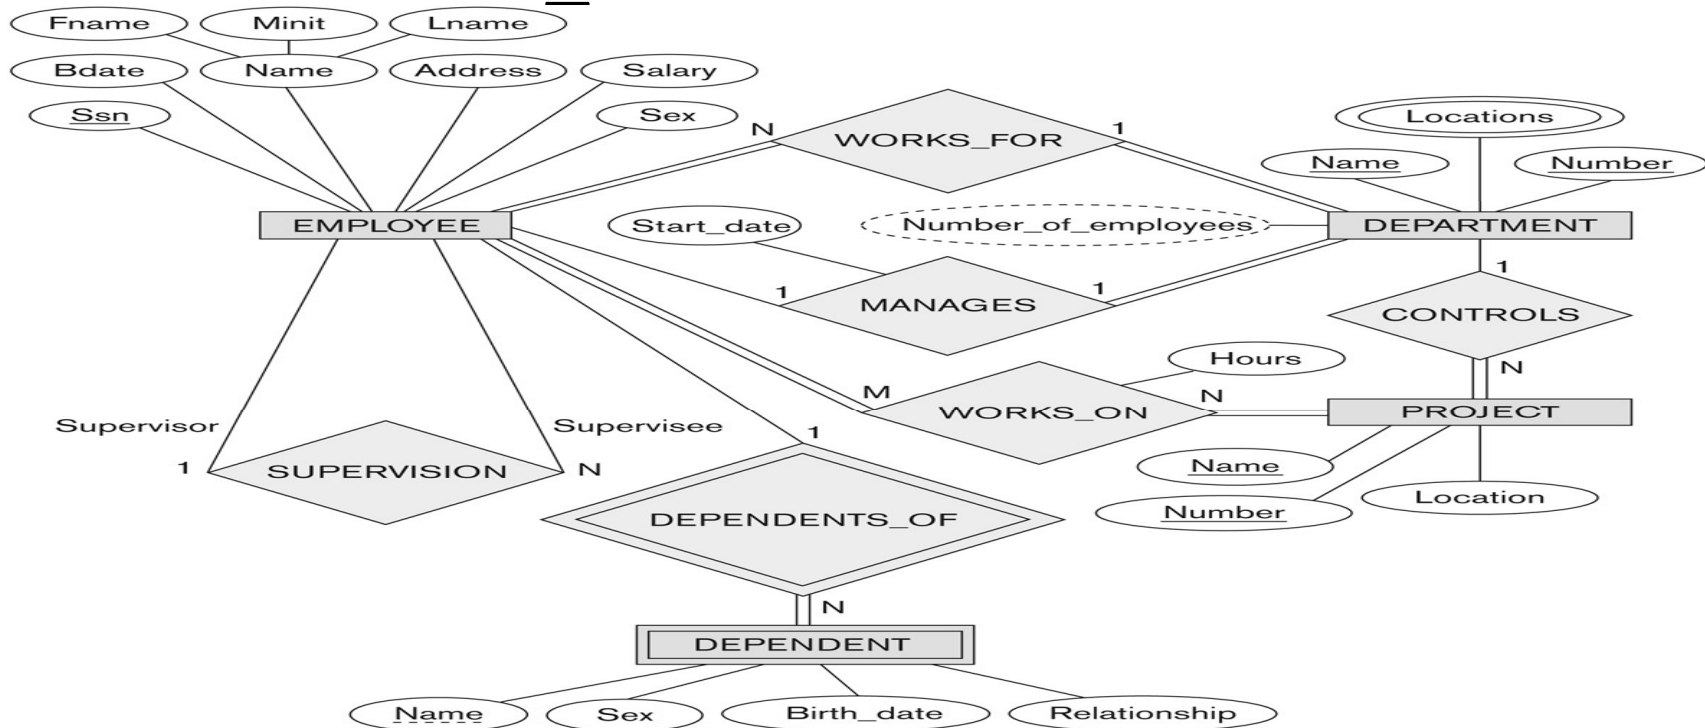 Fname
Minit
Lname
Bdate
Name
Address
Salary
Ssn
Sex
N
WORKS_FOR
1
Locations
Name
Number
EMPLOYEE
Start_date
Number_of_employees
DEPARTMENT
1
MANAGES
1
1
CONTROLS
N
Hours
M
WORKS_ON
N
PROJECT
Supervisor
Supervisee
1
1
SUPERVISION
N
Name
Location
Number
DEPENDENTS_OF
N
DEPENDENT
Name
Sex
Birth_date
Relationship